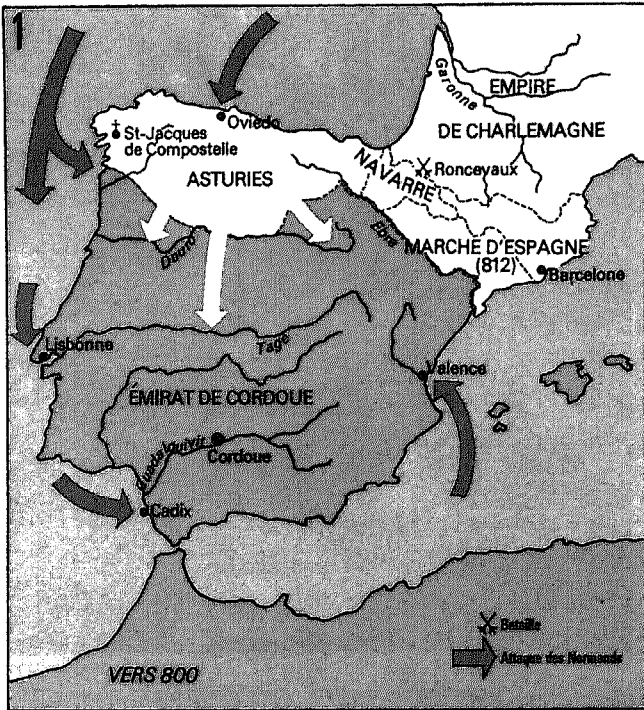 1
Garonne
EMPIRE
DE CHARLEMAGNE
Oviedo
St-Jacques
de Compostelle
ASTURIES
NAVARRE
Roncevaux
MARCHE D'ESPAGNE
(812)
Barcelone
Ebre
Douro
Lisbonne
Tage
Valence
ÉMIRAT DE CORDOUE
Guadalquivir
Cordoue
Cadix
Bataille
Attaque des Normands
VERS 800